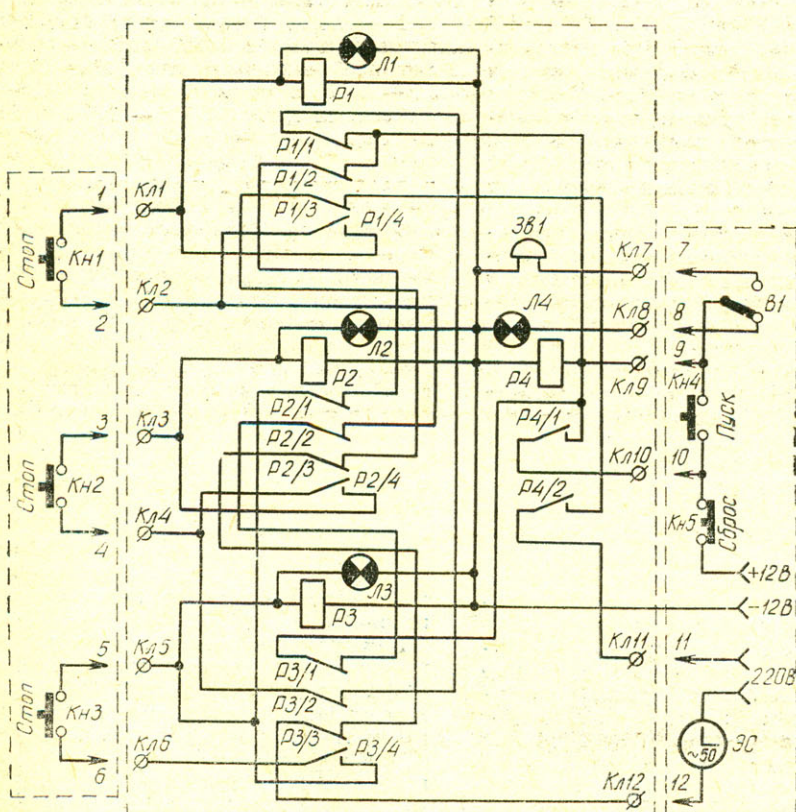 Л1
Р1
Р1/1
Р1/2
Р1/3
Р1/4
1
Кл1
Стоп
Кн1
2
Кл2
Зв1
Кл7
7
В1
Л2
Л4
Кл8
8
Р2
Р4
Кл9
9
Кн4
Пуск
Р2/1
Р2/2
Р2/3
Р2/4
3
Кл3
Стоп
Кн2
4
Кл4
Р4/1
Кл10
10
Р4/2
Кн5
Сброс
+12В
-12В
Л3
Р3
5
Кл5
Стоп
Кн3
6
Кл6
Р3/1
Р3/2
Р3/3
Р3/4
Кл11
11
220В
ЭС
~50
Кл12
12